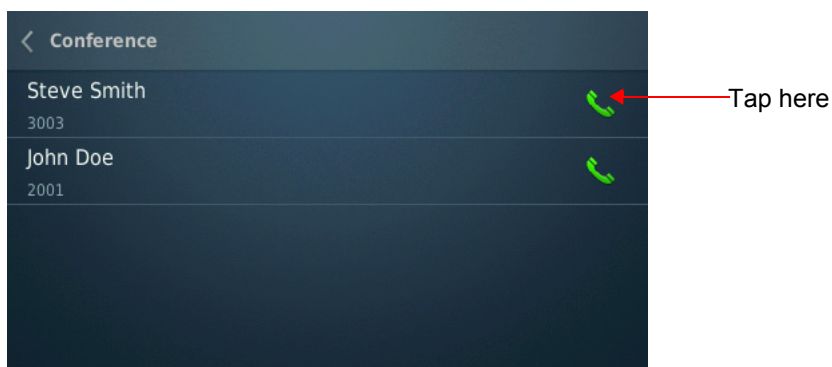 Conference
Steve Smith
Tap here
3003
John Doe
2001